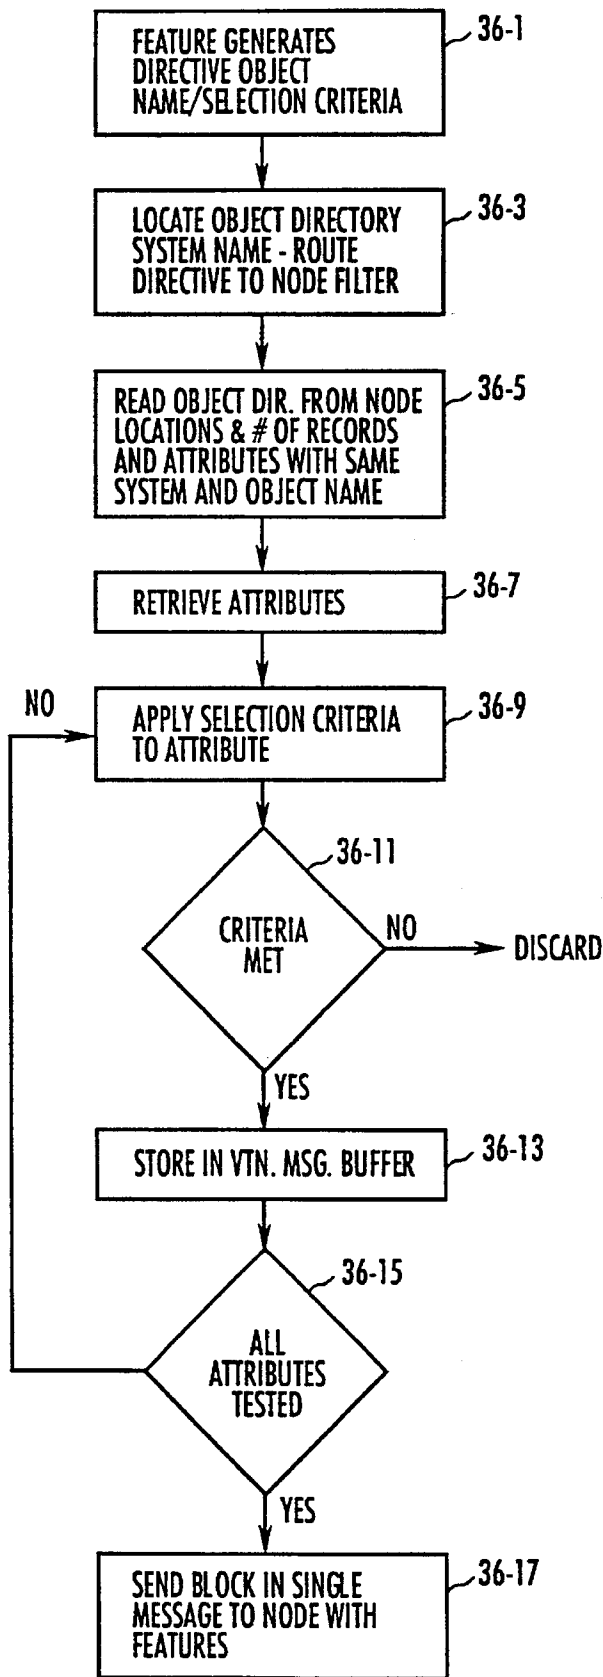 36-1
FEATURE GENERATES
DIRECTIVE OBJECT
NAME/SELECTION CRITERIA
36-3
LOCATE OBJECT DIRECTORY
SYSTEM NAME - ROUTE
DIRECTIVE TO NODE FILTER
36-5
READ OBJECT DIR. FROM NODE
LOCATIONS & # OF RECORDS
AND ATTRIBUTES WITH SAME
SYSTEM AND OBJECT NAME
36-7
RETRIEVE ATTRIBUTES
NO
36-9
APPLY SELECTION CRITERIA
TO ATTRIBUTE
36-11
CRITERIA
MET
NO
DISCARD
YES
36-13
STORE IN VTN. MSG. BUFFER
36-15
ALL
ATTRIBUTES
TESTED
YES
36-17
SEND BLOCK IN SINGLE
MESSAGE TO NODE WITH
FEATURES